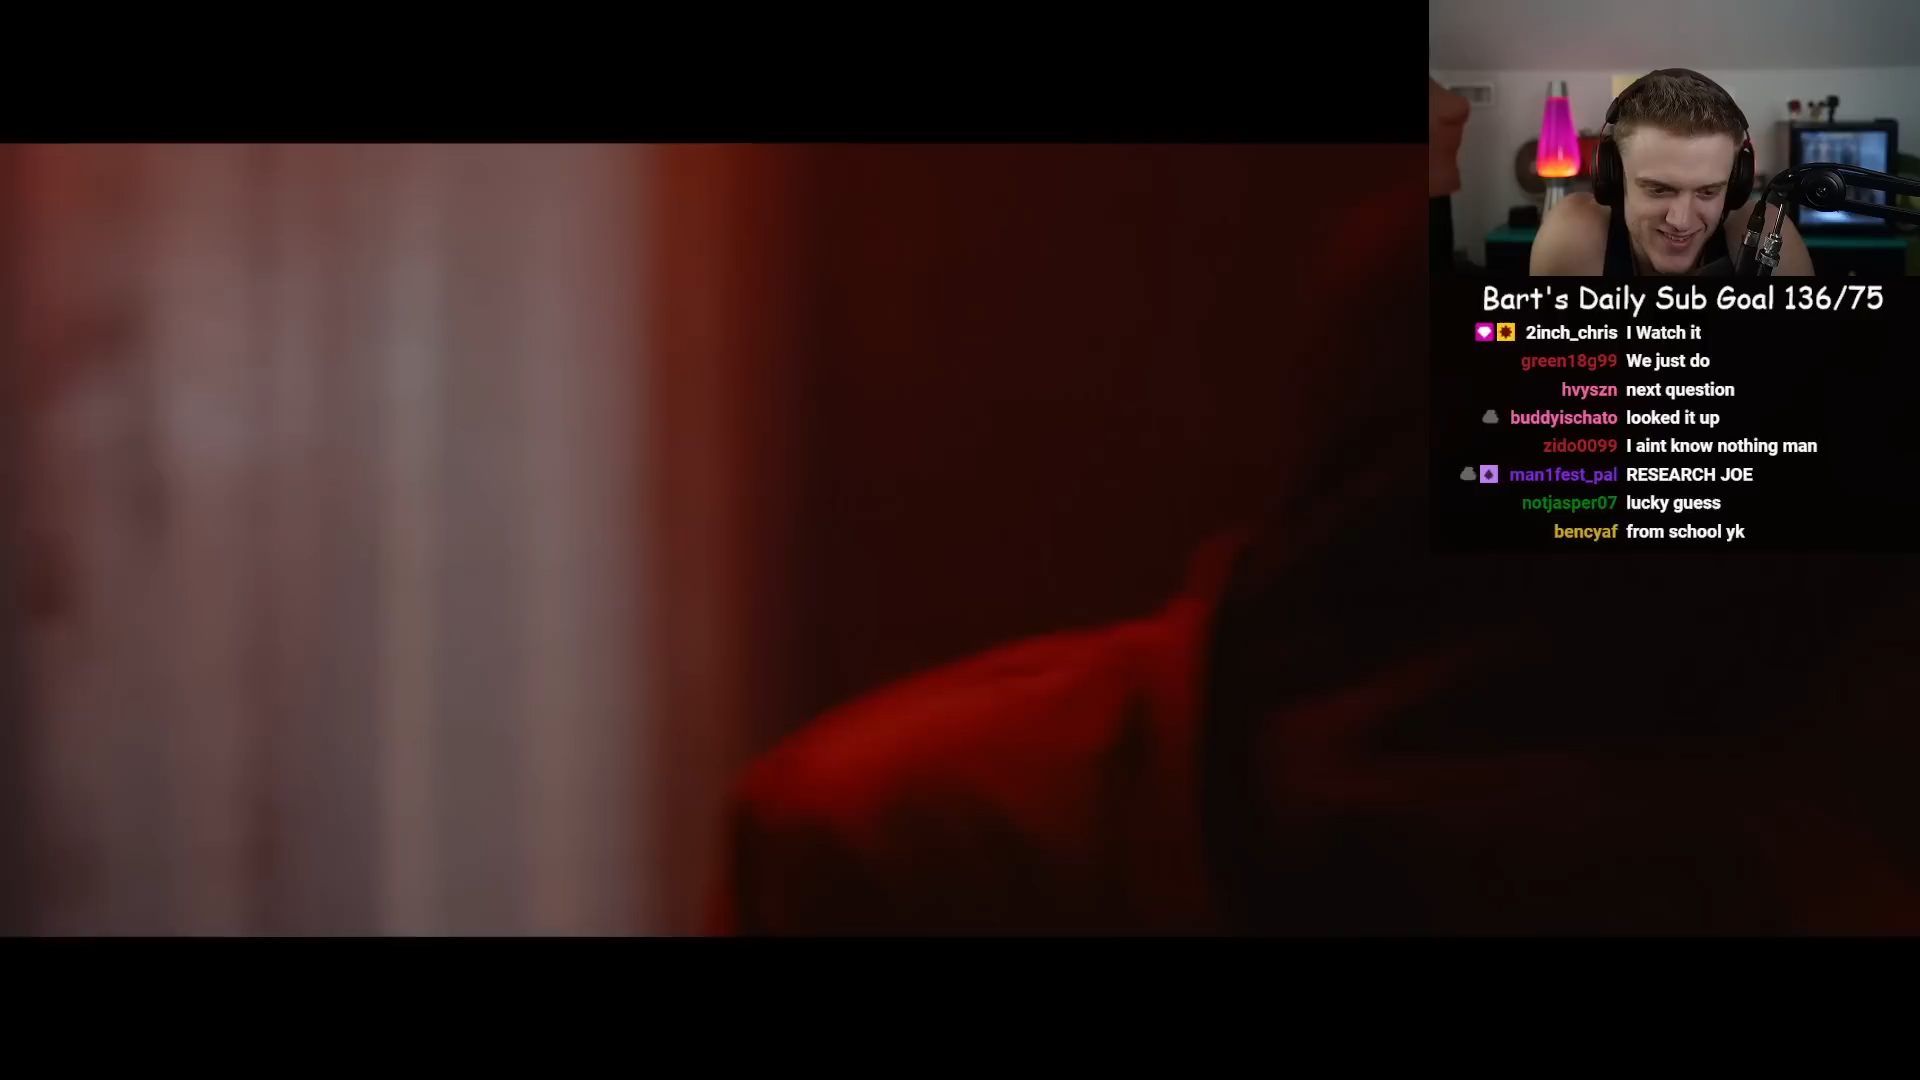 Bart's Daily Sub Goal 136/75
2inch_chris I Watch it
green18g99 We just do
hvyszn next question
buddyischato looked it up
zido0099 I aint know nothing man
man1fest_pal RESEARCH JOE
notjasper07 lucky guess
bencyaf from school yk